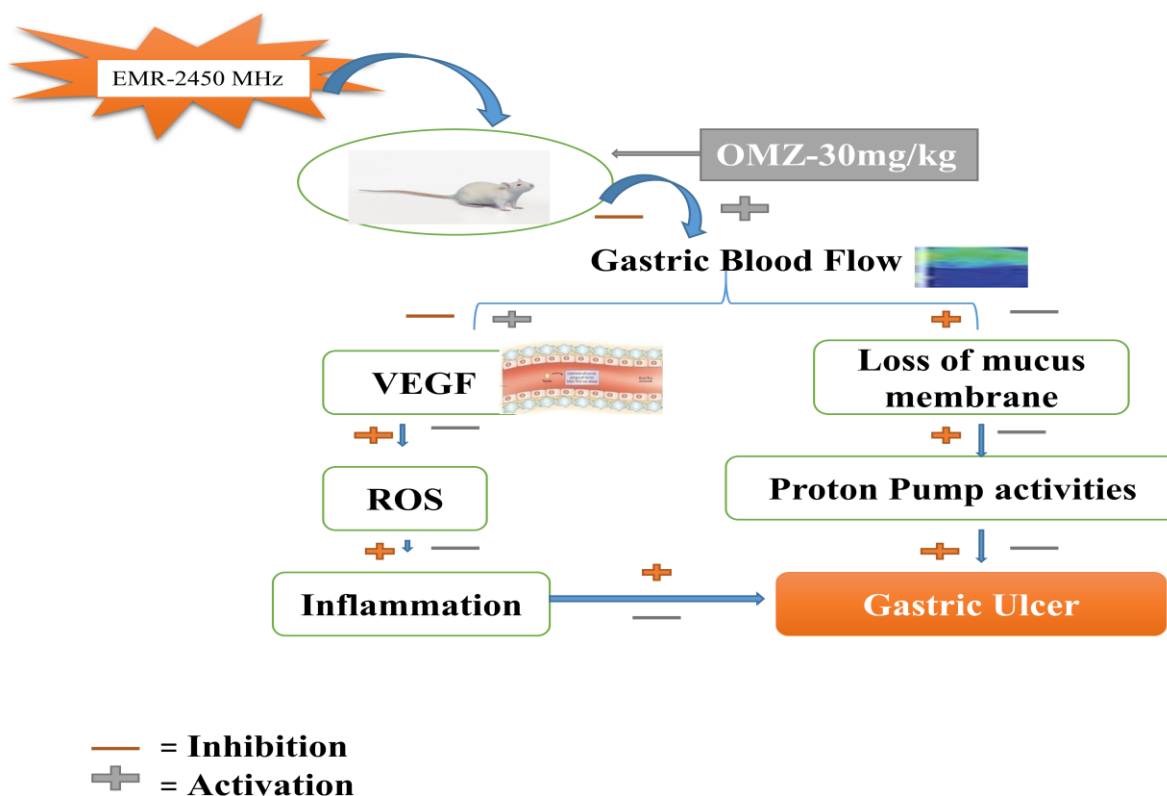 EMR-2450 MHz
OMZ-30mg/kg
Gastric Blood Flow
VEGF
Loss of mucus
membrane
ROS
Proton Pump activities
Inflammation
Gastric Ulcer
= Inhibition
= Activation